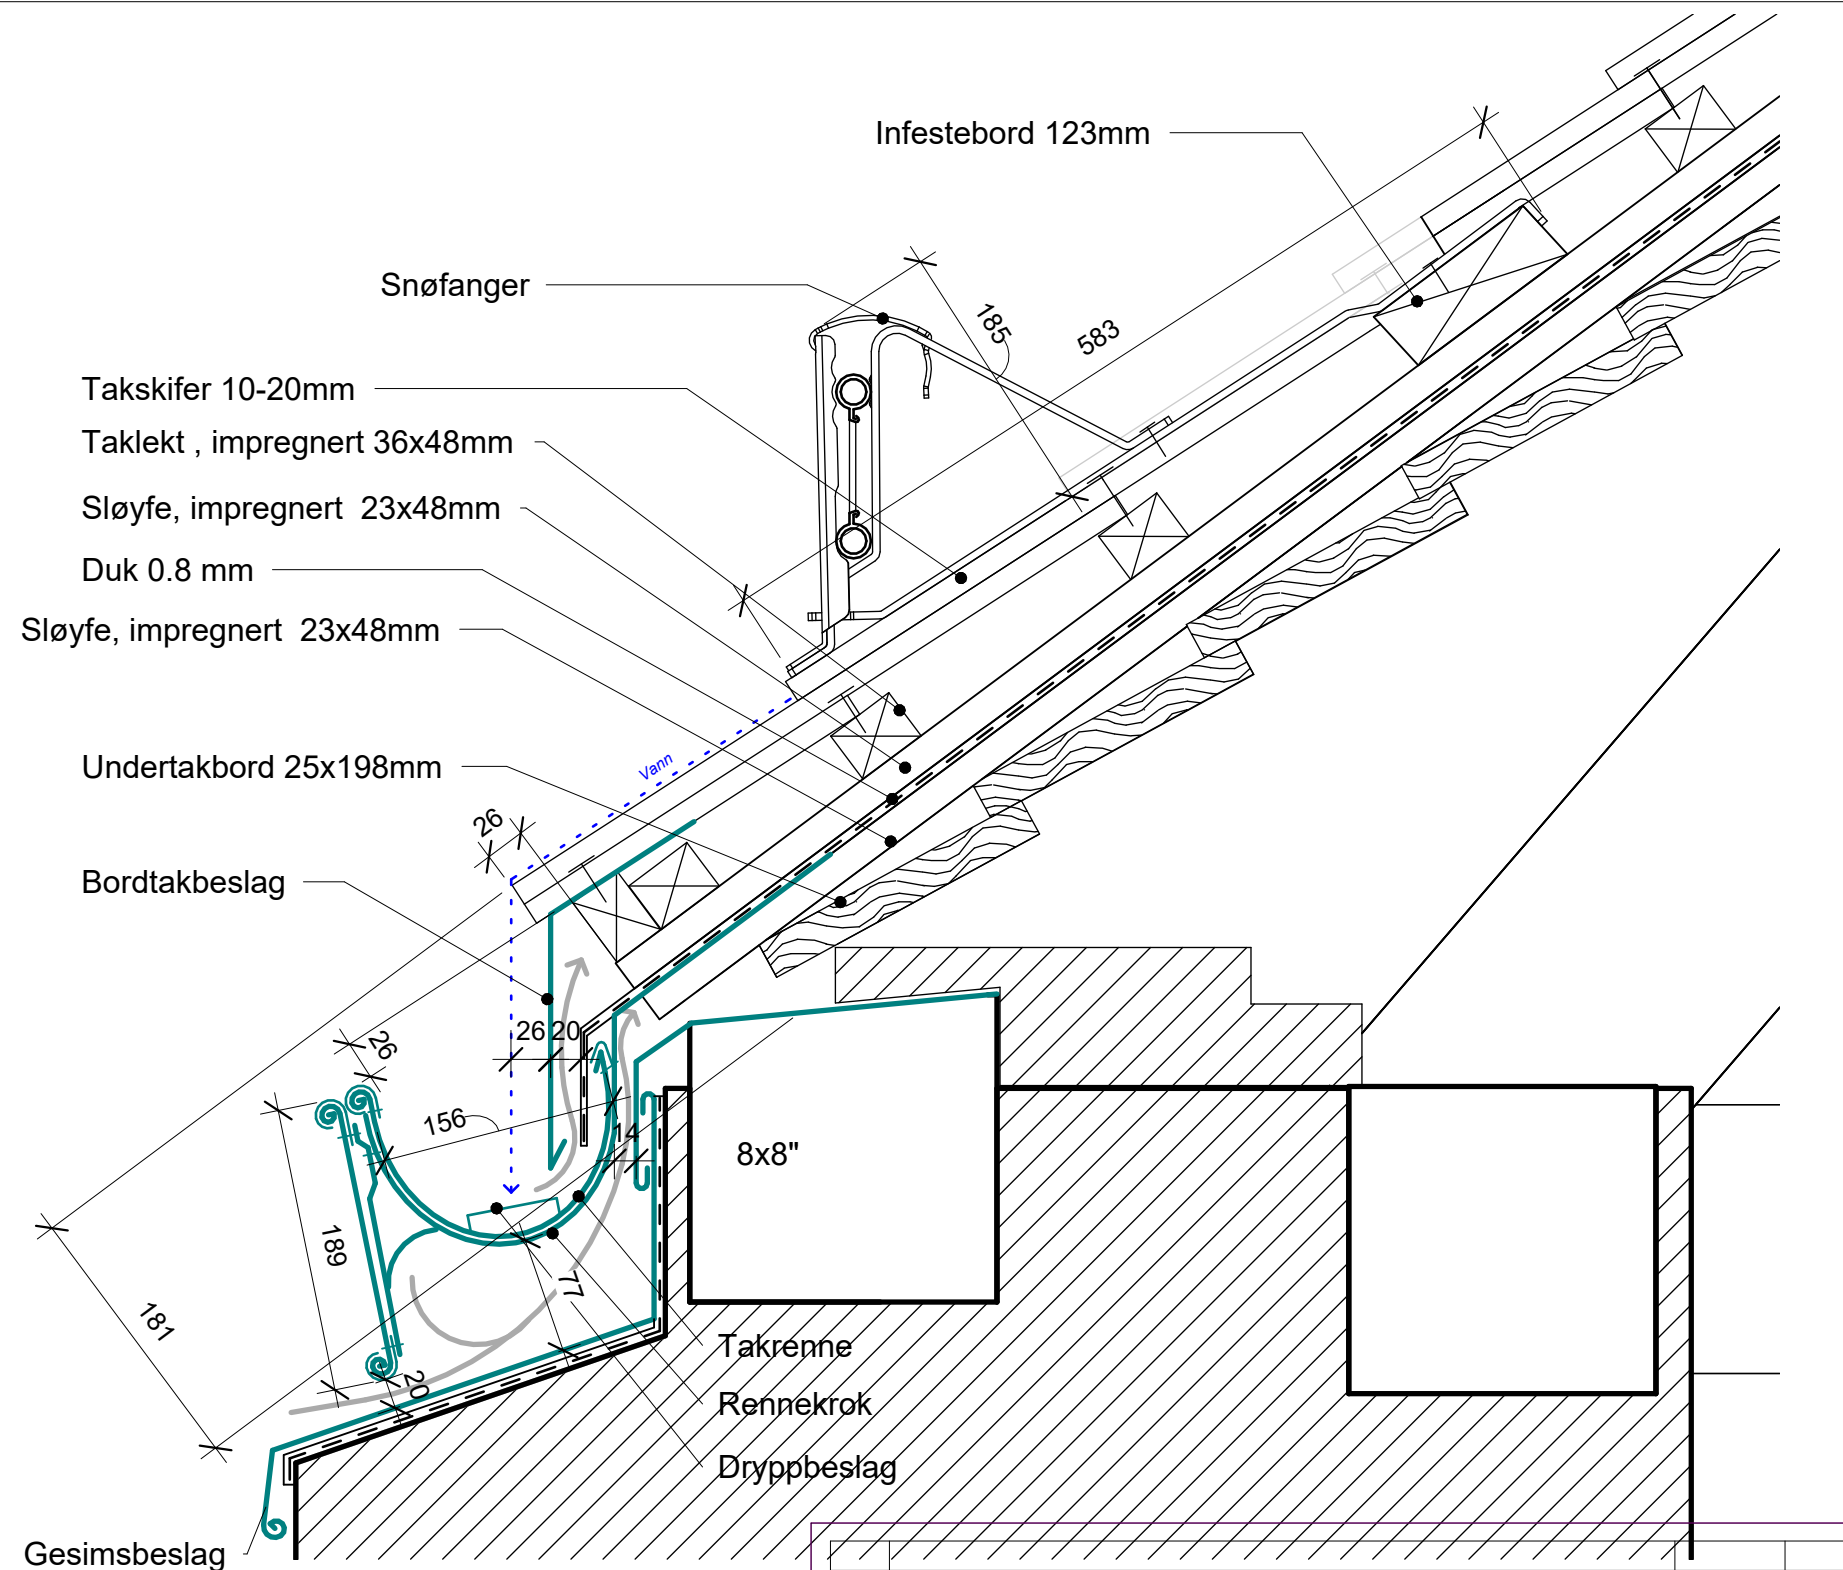 Infestebord 123mm
Snøfanger
185
583
Takskifer 10-20mm
Taklekt , impregnert 36x48mm
Sløyfe, impregnert  23x48mm
Duk 0.8 mm
Sløyfe, impregnert  23x48mm
Undertakbord 25x198mm
Vann
26
Bordtakbeslag
26
26
20
156
14
8x8"
189
77
181
Takrenne
20
Rennekrok
Dryppbeslag
Gesimsbeslag